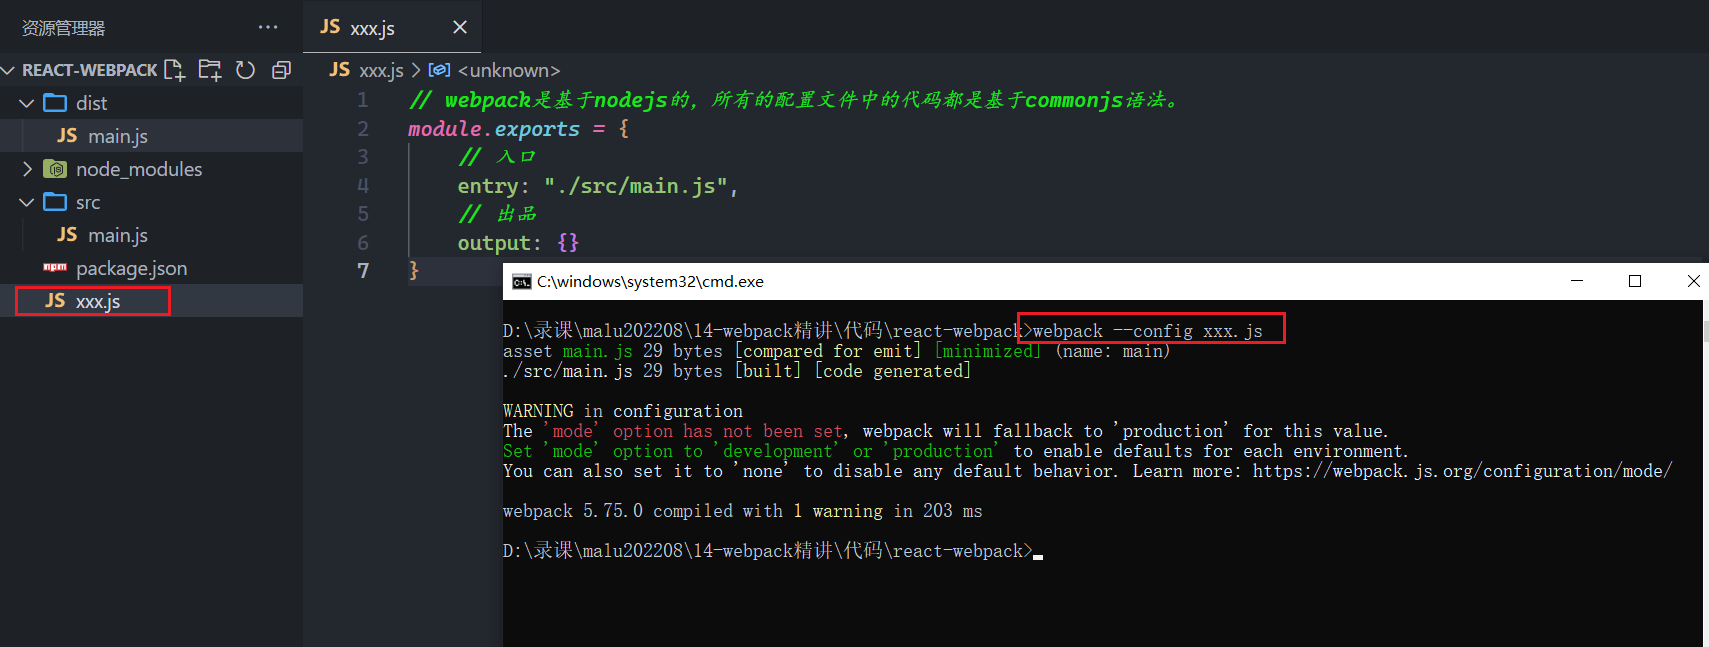 资源管理器 ···
JS xxx.js
REACT-WEBPACK
JS xxx.js > <unknown>
dist
JS main.js
node_modules
src
JS main.js
npm package.json
JS xxx.js
1 // webpack是基于nodejs的，所有的配置文件中的代码都是基于commonjs语法。
2 module.exports = {
3 // 入口
4 entry: "./src/main.js",
5 // 出品
6 output: {}
7 }
C:\windows\system32\cmd.exe
D:\录课\malu202208\14-webpack精讲\代码\react-webpack>webpack --config xxx.js
asset main.js 29 bytes [compared for emit] [minimized] (name: main)
./src/main.js 29 bytes [built] [code generated]
WARNING in configuration
The 'mode' option has not been set, webpack will fallback to 'production' for this value.
Set 'mode' option to 'development' or 'production' to enable defaults for each environment.
You can also set it to 'none' to disable any default behavior. Learn more: https://webpack.js.org/configuration/mode/
webpack 5.75.0 compiled with 1 warning in 203 ms
D:\录课\malu202208\14-webpack精讲\代码\react-webpack>